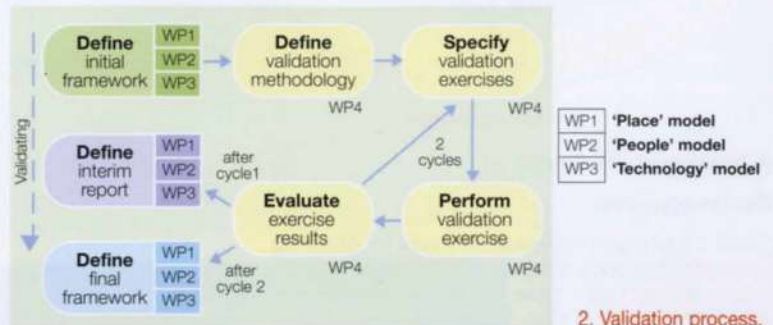 Validating
Define
initial
framework
WP1
WP2
WP3
Define
validation
methodology
WP4
Specify
validation
exercises
WP4
Define
interim
report
WP1
WP2
WP3
after
cycle1
2
cycles
Evaluate
exercise
results
WP4
Perform
validation
exercise
WP4
Define
final
framework
WP1
WP2
WP3
after
cycle 2
WP1 'Place' model
WP2 'People' model
WP3 'Technology' model
2. Validation process.